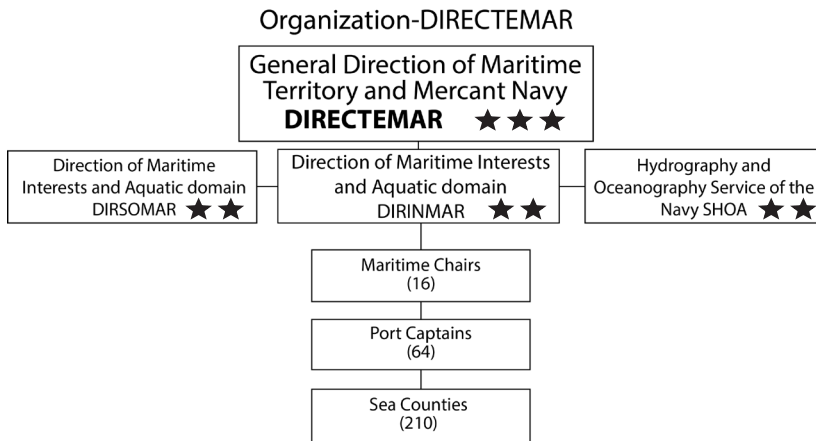 Organization-DIRECTEMAR
General Direction of Maritime
Territory and Mercant Navy
DIRECTEMAR
Direction of Maritime
Interests and Aquatic domain
DIRSOMAR
Direction of Maritime Interests
and Aquatic domain
DIRINMAR
Hydrography and
Oceanography Service of the
Navy SHOA
Maritime Chairs
(16)
Port Captains
(64)
Sea Counties
(210)